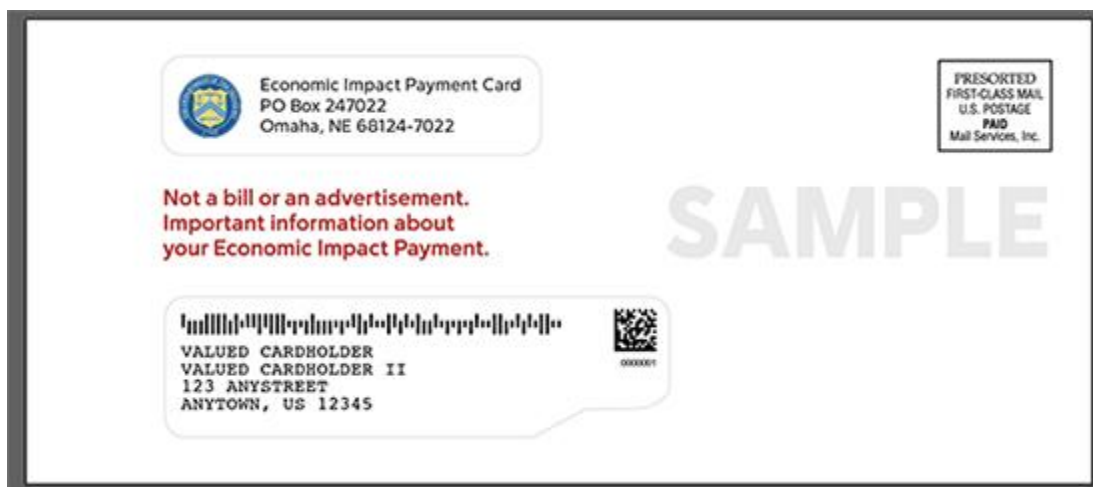 Economic Impact Payment Card
PO Box 247022
Omaha, NE 68124-7022
PRESORTED
FIRST-CLASS MAIL
U.S. POSTAGE
PAID
Mail Services, Inc.
Not a bill or an advertisement.
Important information about
your Economic Impact Payment.
SAMPLE
VALUED CARDHOLDER
VALUED CARDHOLDER II
123 ANYSTREET
ANYTOWN, US 12345
0000001